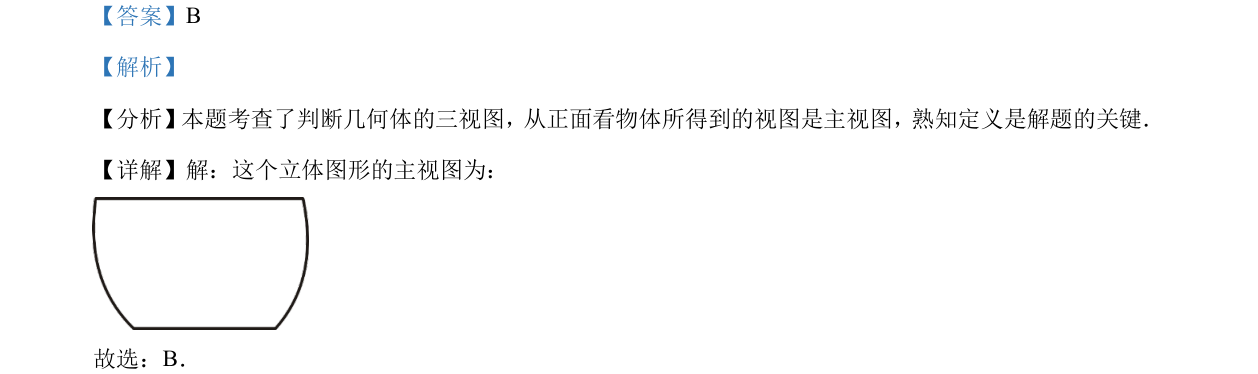 【答案】B
【解析】
【分析】本题考查了判断几何体的三视图，从正面看物体所得到的视图是主视图，熟知定义是解题的关键．
【详解】解：这个立体图形的主视图为：
故选：B．